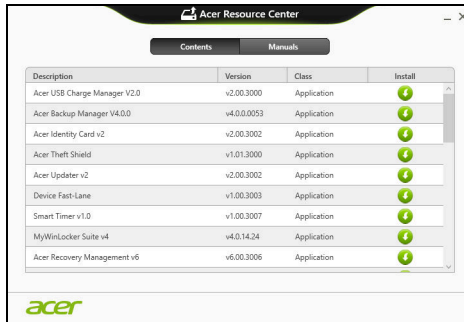 Acer Resource Center
Contents Manuals
Description Version Class Install
Acer USB Charge Manager V2.0 v2.00.3000 Application
Acer Backup Manager V4.0.0 v4.0.0.0053 Application
Acer Identity Card v2 v2.00.3002 Application
Acer Theft Shield v1.01.3000 Application
Acer Updater v2 v2.00.3002 Application
Device Fast-Lane v1.00.3003 Application
Smart Timer v1.0 v1.00.3007 Application
MyWinLocker Suite v4 v4.0.14.24 Application
Acer Recovery Management v6 v6.00.3006 Application
acer